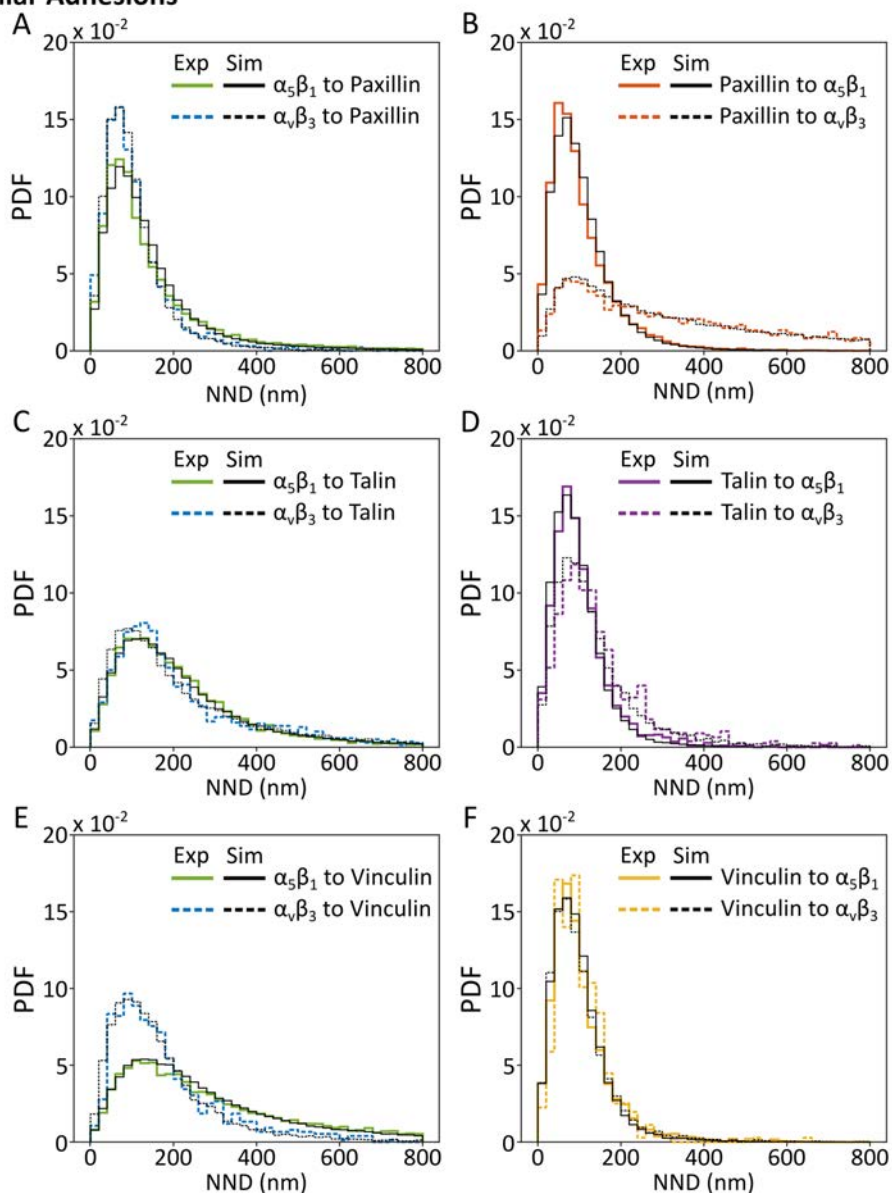 Adhesions
A
x 10-2
20
15
10
5
0
PDF
Exp Sim
α5β1 to Paxillin
αvβ3 to Paxillin
0 200 400 600 800
NND (nm)
B
x 10-2
20
15
10
5
0
PDF
Exp Sim
Paxillin to α5β1
Paxillin to αvβ3
0 200 400 600 800
NND (nm)
C
x 10-2
20
15
10
5
0
PDF
Exp Sim
α5β1 to Talin
αvβ3 to Talin
0 200 400 600 800
NND (nm)
D
x 10-2
20
15
10
5
0
PDF
Exp Sim
Talin to α5β1
Talin to αvβ3
0 200 400 600 800
NND (nm)
E
x 10-2
20
15
10
5
0
PDF
Exp Sim
α5β1 to Vinculin
αvβ3 to Vinculin
0 200 400 600 800
NND (nm)
F
x 10-2
20
15
10
5
0
PDF
Exp Sim
Vinculin to α5β1
Vinculin to αvβ3
0 200 400 600 800
NND (nm)